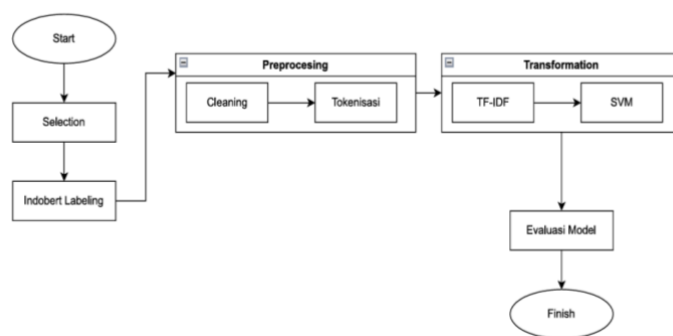 Start
Selection
Indobert Labeling
Preprocesing
Cleaning
Tokenisasi
Transformation
TF-IDF
SVM
Evaluasi Model
Finish